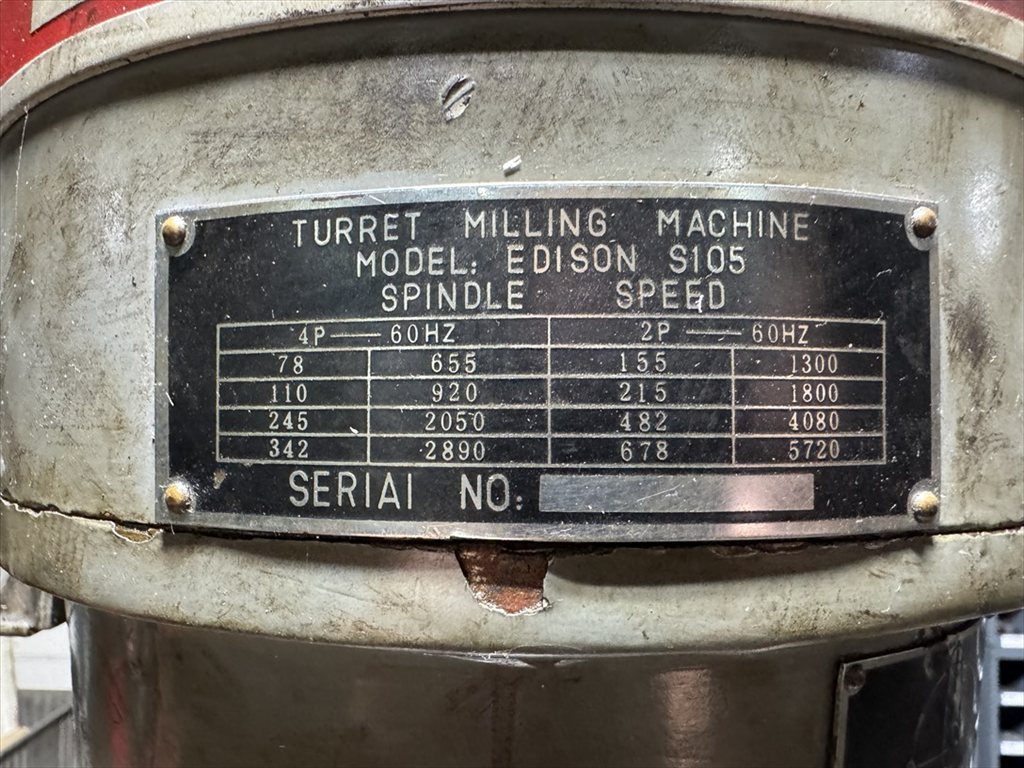 TURRET MILLING MACHINE
MODEL: EDISON S105
SPINDLE SPEED
4P — 60HZ 2P — 60HZ
78 655 155 1300
110 920 215 1800
245 2050 482 4080
342 2890 678 5720
SERIAI NO: